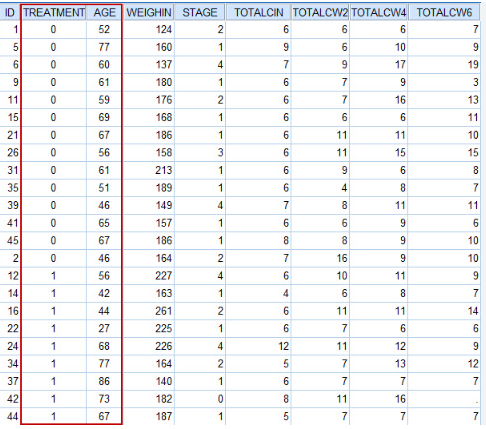 ID TREATMENT AGE WEIGHIN STAGE TOTALCIN TOTALCW2 TOTALCW4 TOTALCW6
1 0 52 124 2 6 6 6 7
5 0 77 160 1 9 6 10 9
6 0 60 137 4 7 9 17 19
9 0 61 180 1 6 7 9 3
11 0 59 176 2 6 7 16 13
15 0 69 168 1 6 6 6 11
21 0 67 186 1 6 11 11 10
26 0 56 158 3 6 11 15 15
31 0 61 213 1 6 9 6 8
35 0 51 189 1 6 4 8 7
39 0 46 149 4 7 8 11 11
41 0 65 157 1 6 6 9 6
45 0 67 186 1 8 8 9 10
2 0 46 164 2 7 16 9 10
12 1 56 227 4 6 10 11 9
14 1 42 163 1 4 6 8 7
16 1 44 261 2 6 11 11 14
22 1 27 225 1 6 7 6 6
24 1 68 226 4 12 11 12 9
34 1 77 164 2 5 7 13 12
37 1 86 140 1 6 7 7 7
42 1 73 182 0 8 11 16 .
44 1 67 187 1 5 7 7 7